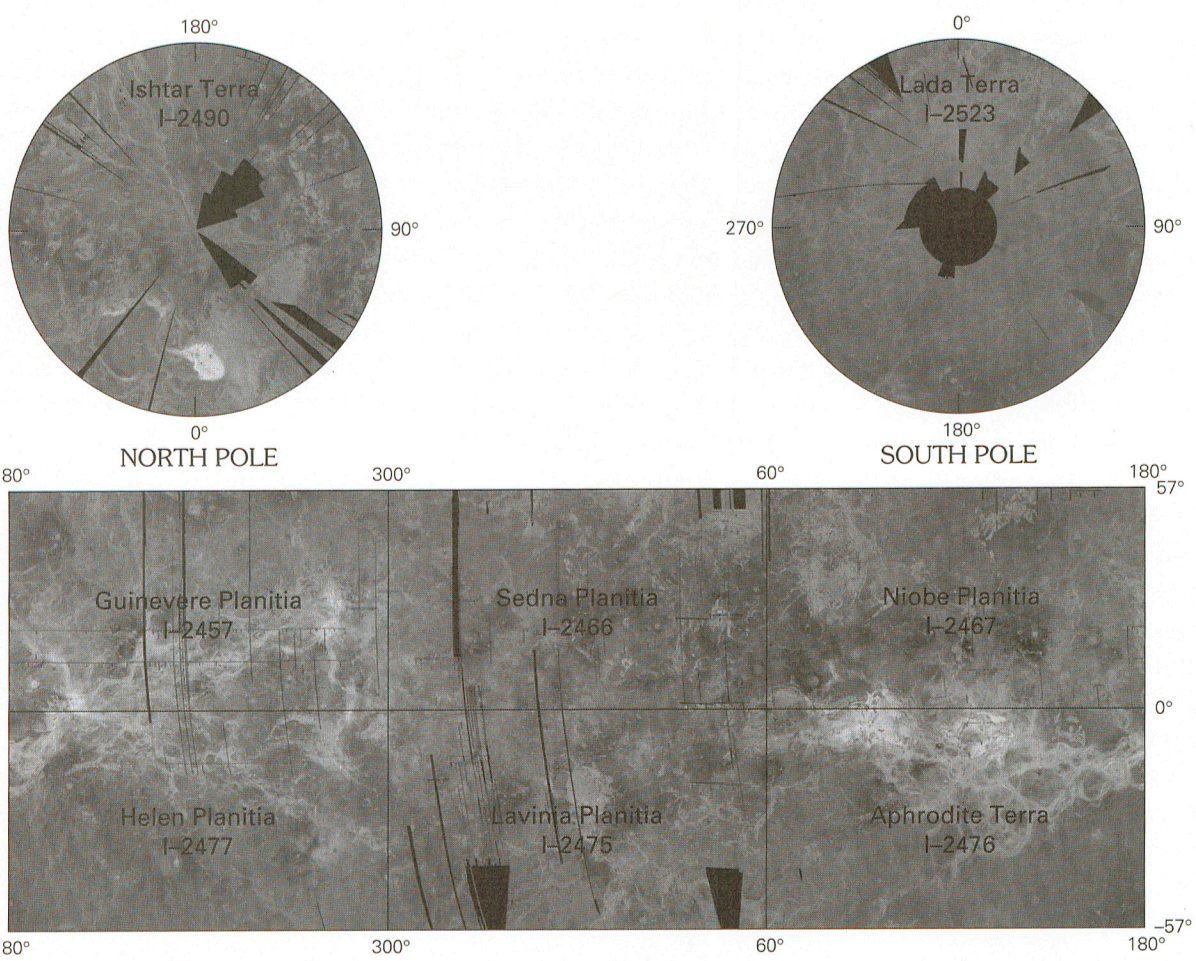 180°
Ishtar Terra
I–2490
90°
0°
NORTH POLE
0°
Lada Terra
I–2523
270°
90°
180°
SOUTH POLE
80°
300°
60°
180°
57°
Guinevere Planitia
I–2457
Sedna Planitia
I–2466
Niobe Planitia
I–2467
0°
Helen Planitia
I–2477
Lavinia Planitia
I–2475
Aphrodite Terra
I–2476
–57°
80°
300°
60°
180°